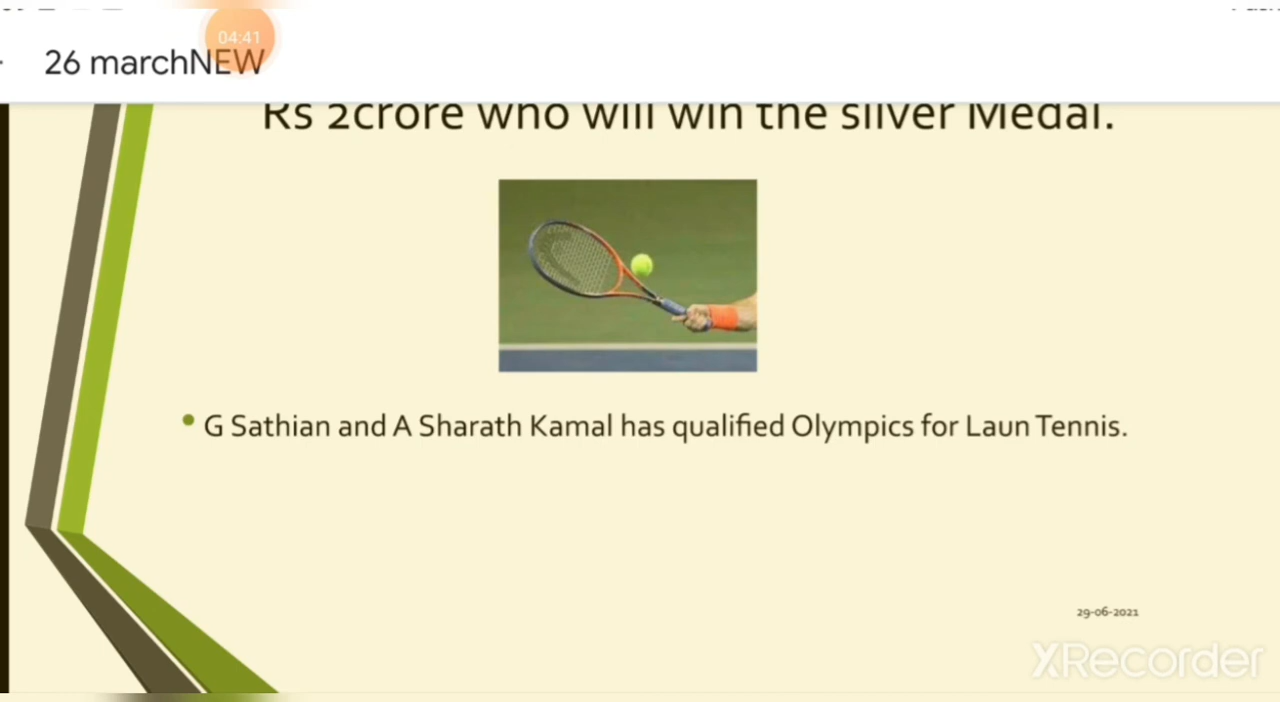 04:41
26 marchNEW
Rs 2crore who will win the silver Medal.
G Sathian and A Sharath Kamal has qualified Olympics for Laun Tennis.
29-06-2021
XRecorder